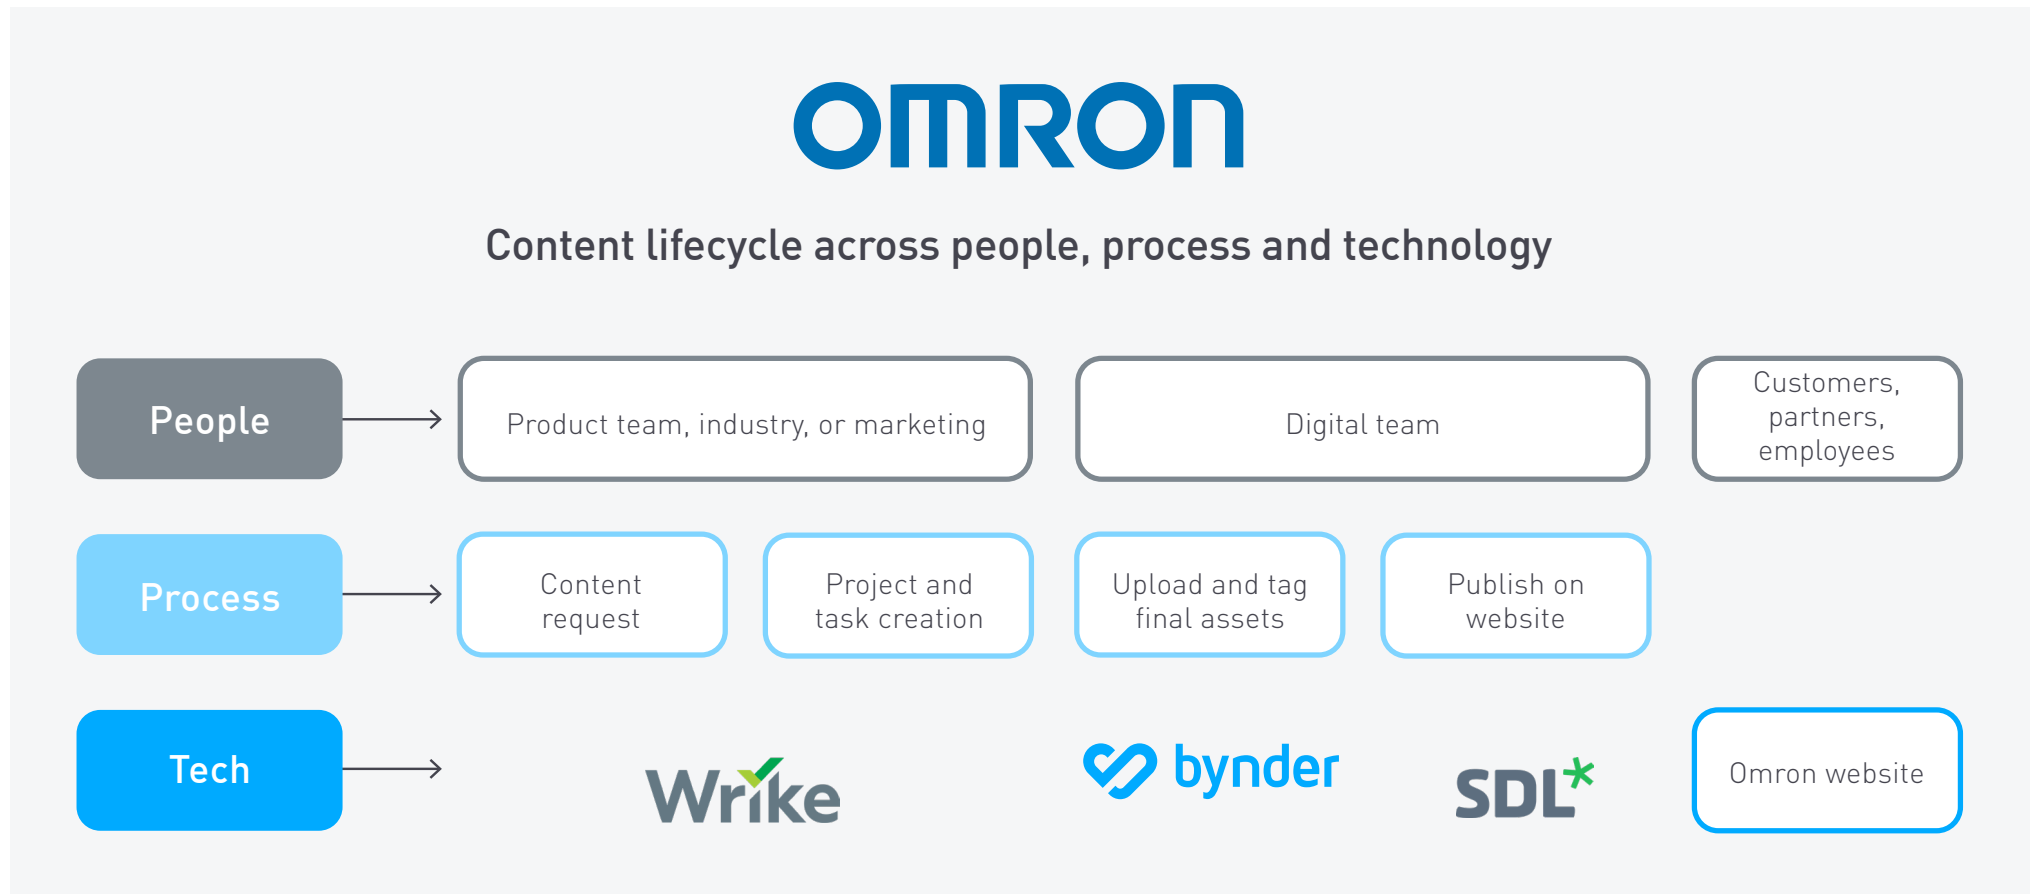 OMRON
Content lifecycle across people, process and technology
People
Product team, industry, or marketing
Digital team
Customers,
partners,
employees
Process
Content
request
Project and
task creation
Upload and tag
final assets
Publish on
website
Tech
Wrike
bynder
SDL*
Omron website